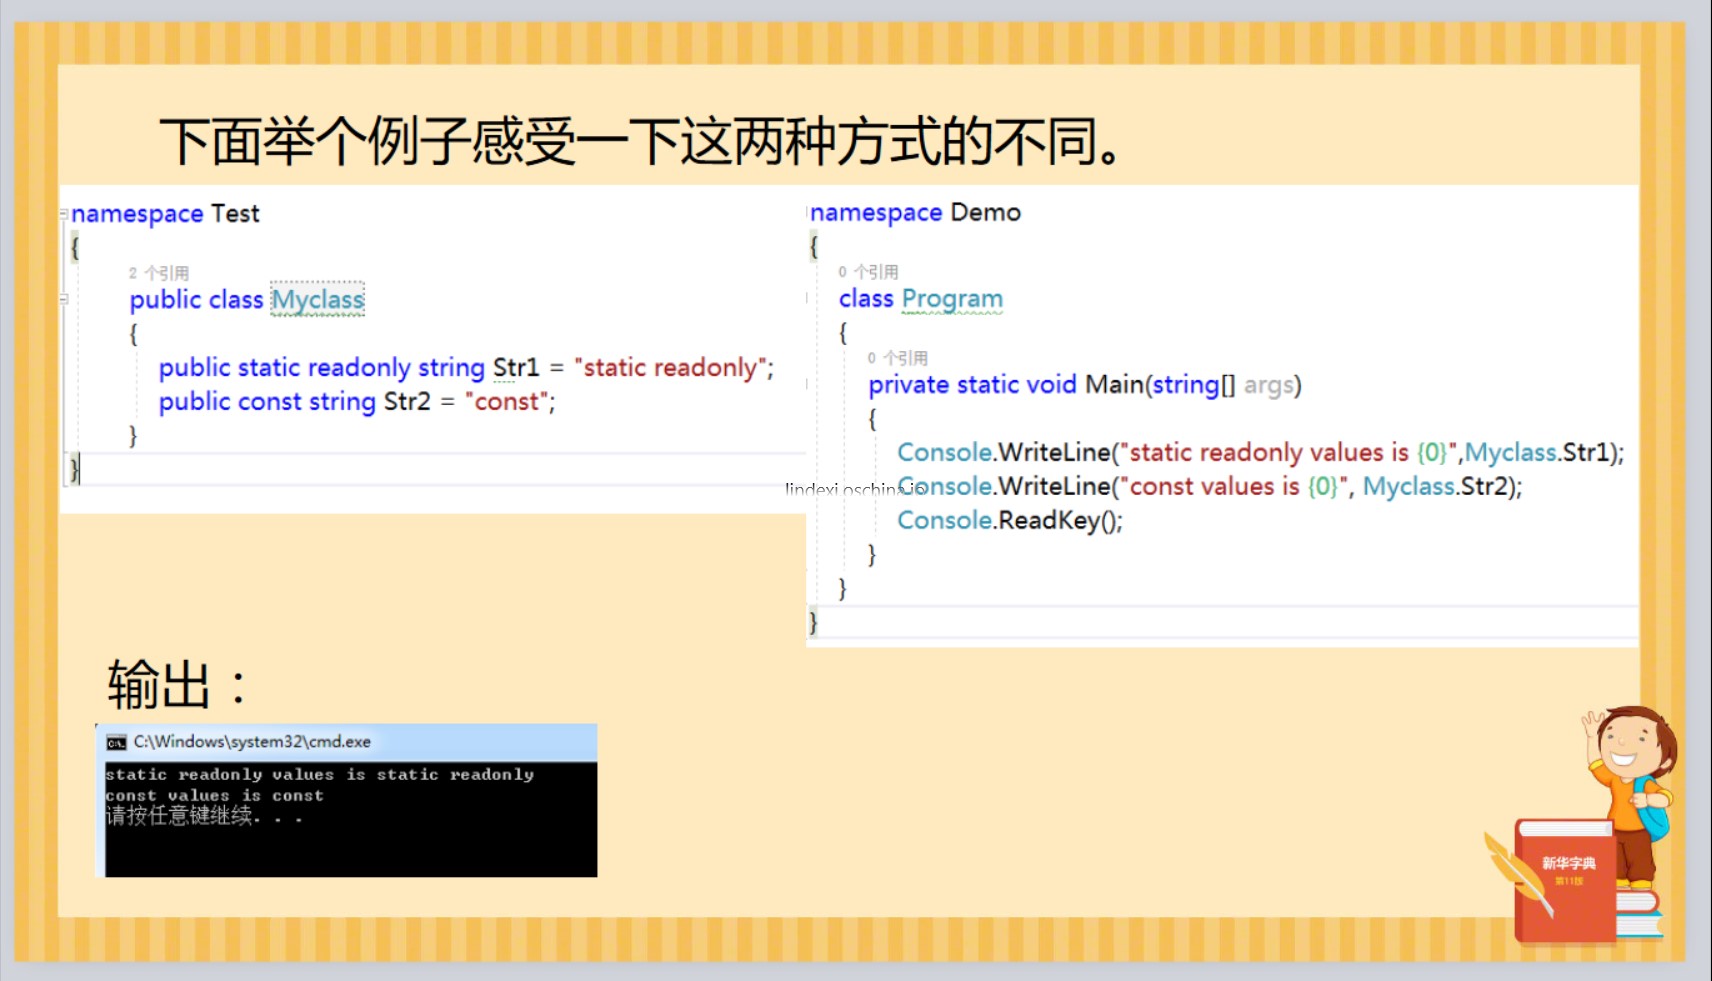 下面举个例子感受一下这两种方式的不同。
namespace Test
{
2 个引用
public class Myclass
{
public static readonly string Str1 = "static readonly";
public const string Str2 = "const";
}
}
namespace Demo
{
0 个引用
class Program
{
0 个引用
private static void Main(string[] args)
{
Console.WriteLine("static readonly values is {0}",Myclass.Str1);
Console.WriteLine("const values is {0}", Myclass.Str2);
Console.ReadKey();
}
}
}
lindexi.oschina.io
输出：
C:\Windows\system32\cmd.exe
static readonly values is static readonly
const values is const
请按任意键继续. . .
新华字典
第11版